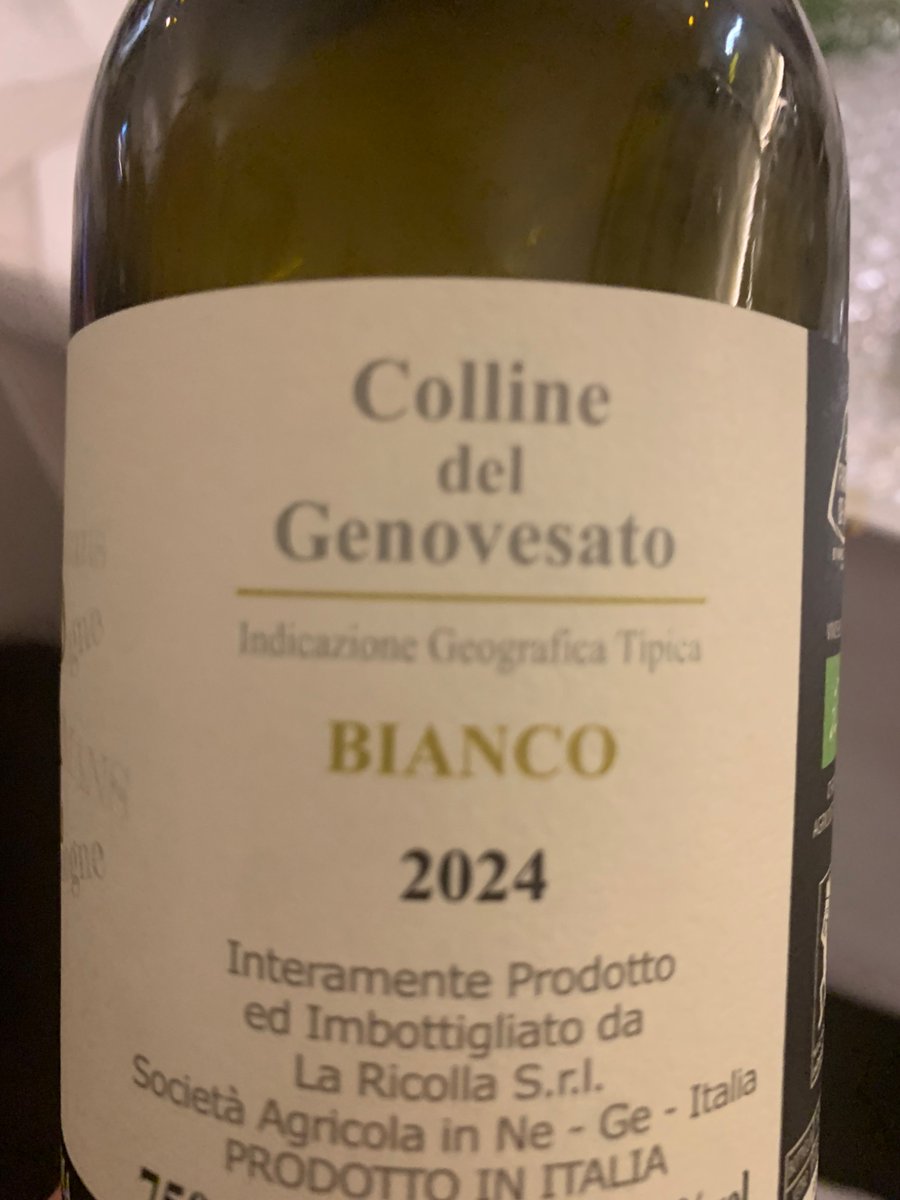 Colline
del
Genovesato
Indicazione Geografica Tipica
BIANCO
2024
Interamente Prodotto
ed Imbottigliato da
La Ricolla S.r.l.
Società Agricola in Ne - Ge - Italia
PRODOTTO IN ITALIA